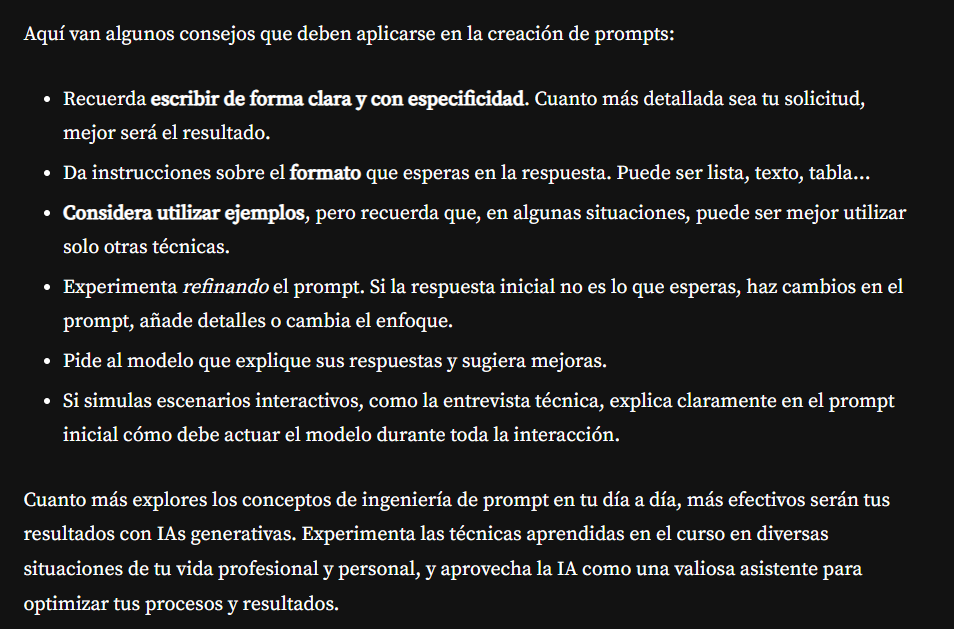 Aquí van algunos consejos que deben aplicarse en la creación de prompts:
• Recuerda escribir de forma clara y con especificidad. Cuanto más detallada sea tu solicitud,
mejor será el resultado.
• Da instrucciones sobre el formato que esperas en la respuesta. Puede ser lista, texto, tabla...
• Considera utilizar ejemplos, pero recuerda que, en algunas situaciones, puede ser mejor utilizar
solo otras técnicas.
• Experimenta refinando el prompt. Si la respuesta inicial no es lo que esperas, haz cambios en el
prompt, añade detalles o cambia el enfoque.
• Pide al modelo que explique sus respuestas y sugiera mejoras.
• Si simulas escenarios interactivos, como la entrevista técnica, explica claramente en el prompt
inicial cómo debe actuar el modelo durante toda la interacción.
Cuanto más explores los conceptos de ingeniería de prompt en tu día a día, más efectivos serán tus
resultados con IAs generativas. Experimenta las técnicas aprendidas en el curso en diversas
situaciones de tu vida profesional y personal, y aprovecha la IA como una valiosa asistente para
optimizar tus procesos y resultados.